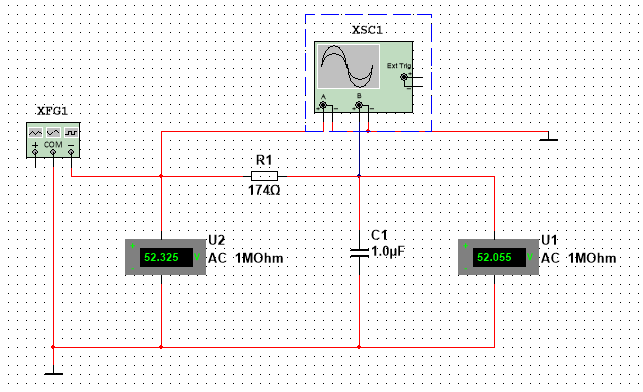 XSC1
Ext Trig
+
-
A
B
+ - + -
XFG1
+ COM -
R1
174Ω
U2
+
52.325 V
-
AC 1MOhm
C1
1.0µF
U1
+
52.055 V
-
AC 1MOhm